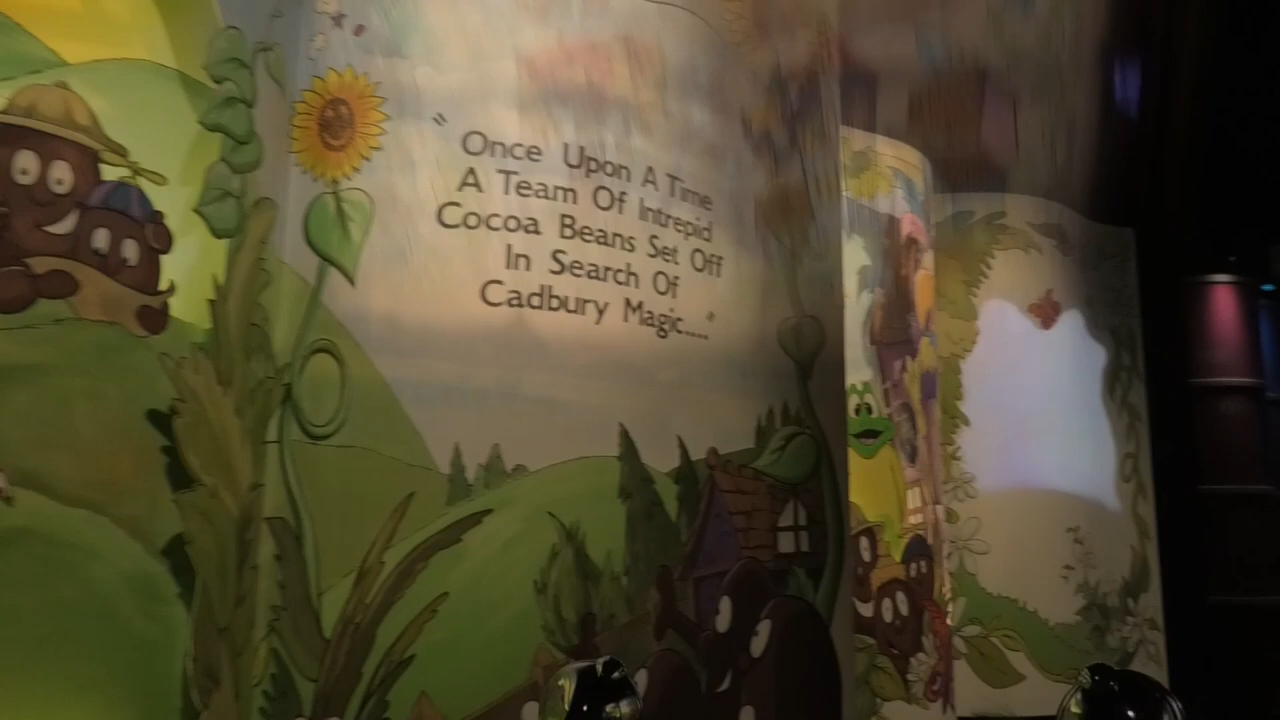 "Once Upon A Time
A Team Of Intrepid
Cocoa Beans Set Off
In Search Of
Cadbury Magic...."